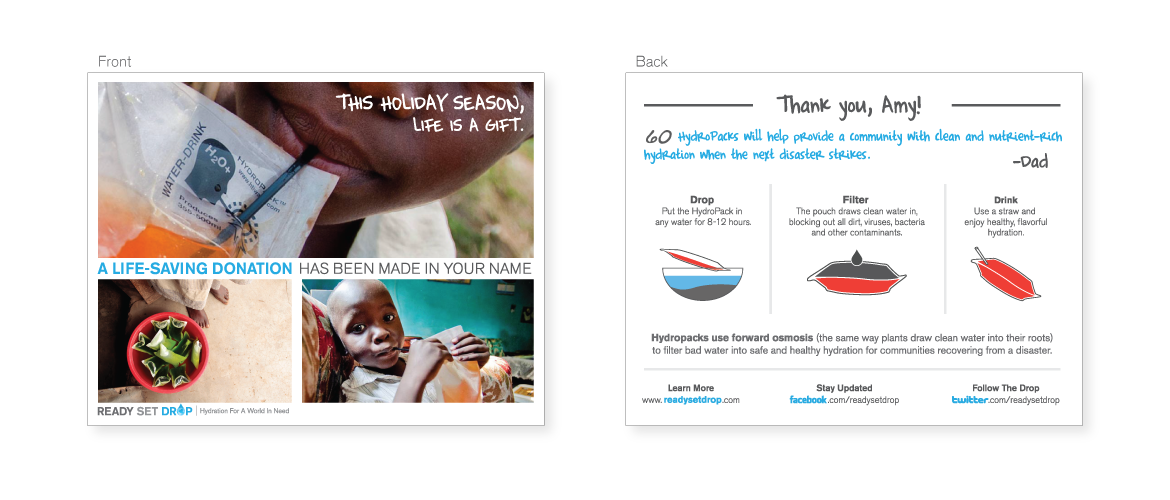 Front
THIS HOLIDAY SEASON,
LIFE IS A GIFT.
WATER-DRINK
H2O+
HYDROPACK™
A LIFE-SAVING DONATION HAS BEEN MADE IN YOUR NAME
READY SET DROP | Hydration For A World In Need
Back
Thank you, Amy!
60 HydroPacks will help provide a community with clean and nutrient-rich
hydration when the next disaster strikes.
-Dad
Drop
Put the HydroPack in
any water for 8-12 hours.
Filter
The pouch draws clean water in,
blocking out all dirt, viruses, bacteria
and other contaminants.
Drink
Use a straw and
enjoy healthy, flavorful
hydration.
Hydropacks use forward osmosis (the same way plants draw clean water into their roots)
to filter bad water into safe and healthy hydration for communities recovering from a disaster.
Learn More
www.readysetdrop.com
Stay Updated
facebook.com/readysetdrop
Follow The Drop
twitter.com/readysetdrop